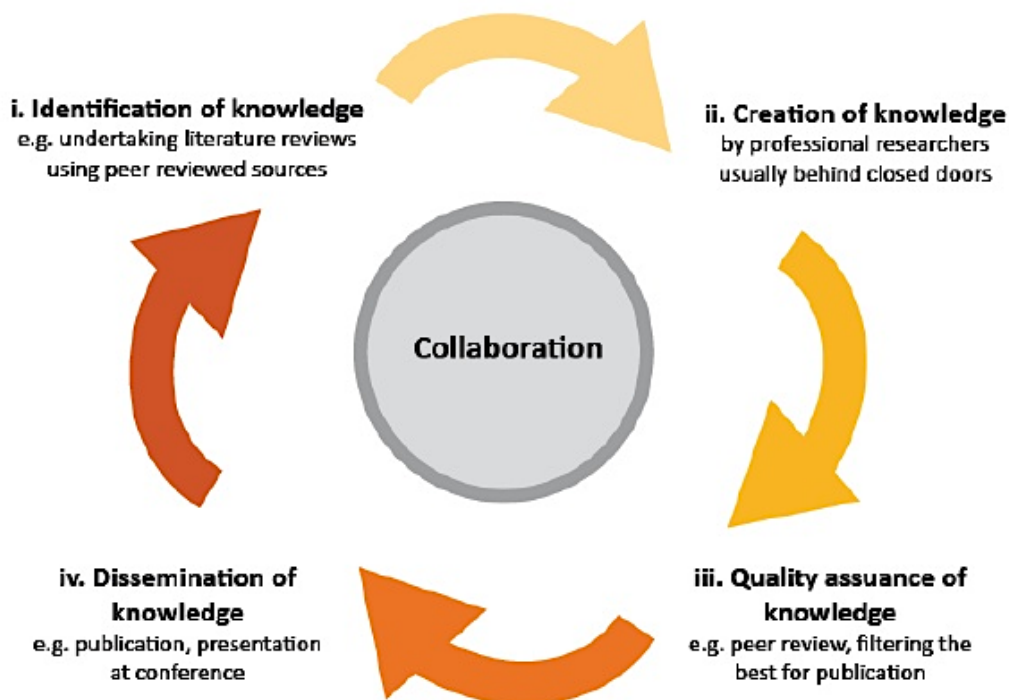 i. Identification of knowledge
e.g. undertaking literature reviews
using peer reviewed sources
ii. Creation of knowledge
by professional researchers
usually behind closed doors
Collaboration
iii. Quality assuance of
knowledge
e.g. peer review, filtering the
best for publication
iv. Dissemination of
knowledge
e.g. publication, presentation
at conference